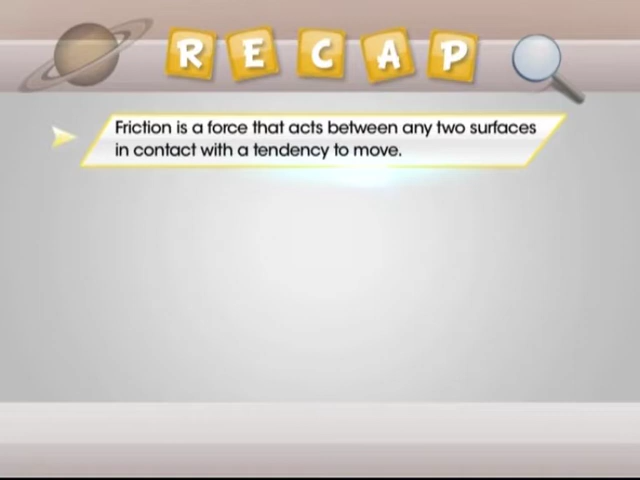 RECAP
Friction is a force that acts between any two surfaces
in contact with a tendency to move.